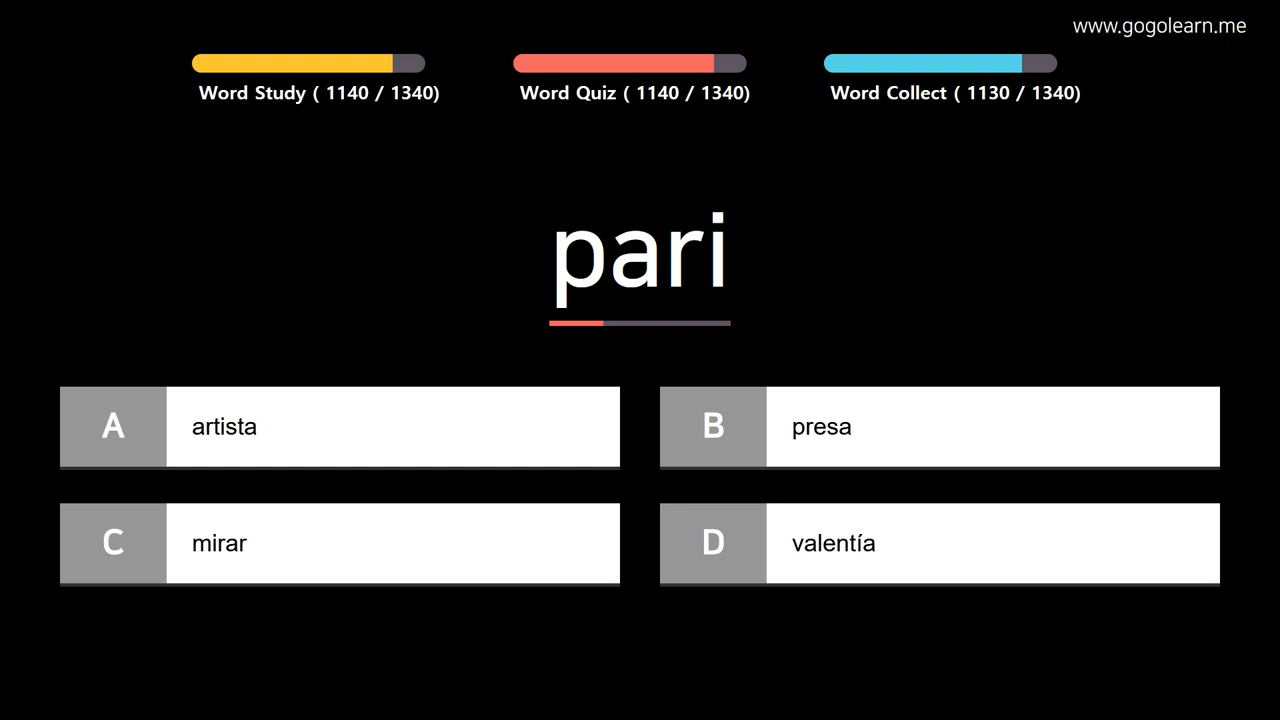 www.gogolearn.me
Word Study ( 1140 / 1340)
Word Quiz ( 1140 / 1340)
Word Collect ( 1130 / 1340)
pari
A artista
B presa
C mirar
D valentía